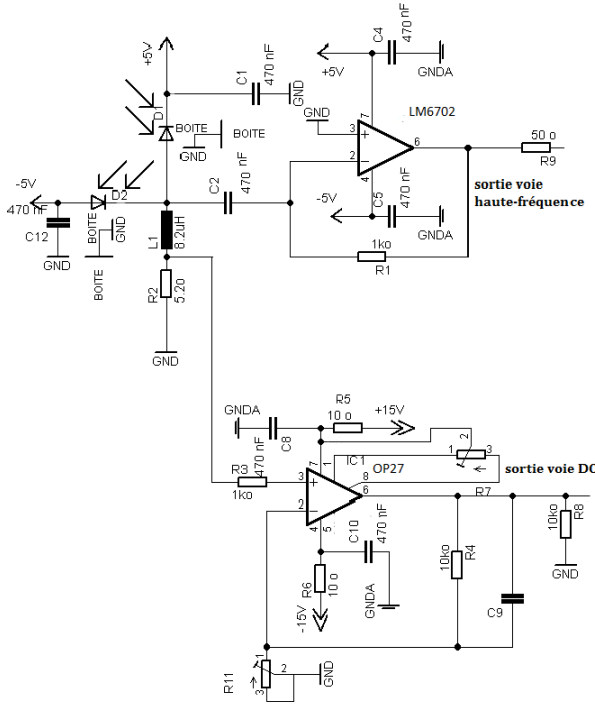 +5V
C4
470 nF
+5V
GNDA
C1
470 nF
GND
D1
BOITE
GND
BOITE
GND
7
LM6702
3
+
6
2
−
4
50 o
R9
-5V
470 nF
C12
GND
D2
BOITE
GND
BOITE
C2
470 nF
-5V
C5
470 nF
GNDA
sortie voie
haute-fréquence
L1
8.2uH
1ko
R1
R2
5.2o
GND
GNDA
C8
470 nF
R5
10 o
+15V
2
1
3
7
1
IC1
OP27
8
R3
1ko
3
+
6
2
−
4
5
sortie voie DC
R7
C10
470 nF
GNDA
R6
10 o
-15V
10ko
R4
C9
10ko
R8
GND
R11
1
2
3
GND